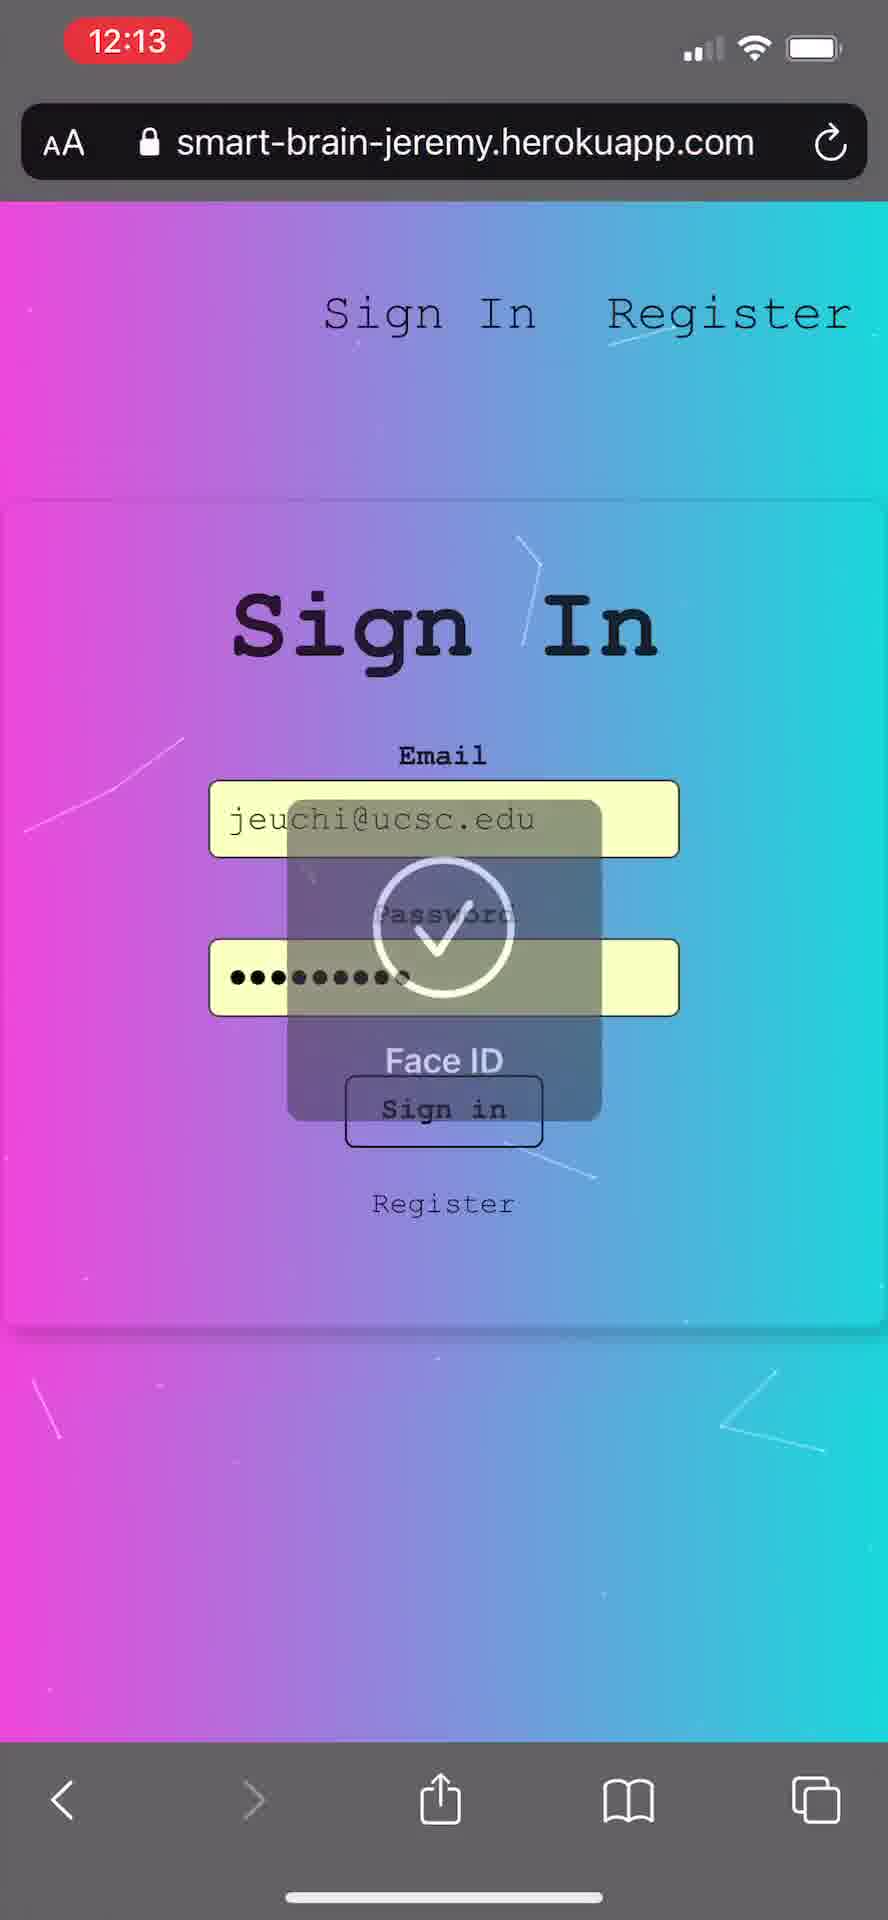 12:13
AA smart-brain-jeremy.herokuapp.com
Sign In Register
Sign In
Email
jeuchi@ucsc.edu
Password
Face ID
Sign in
Register